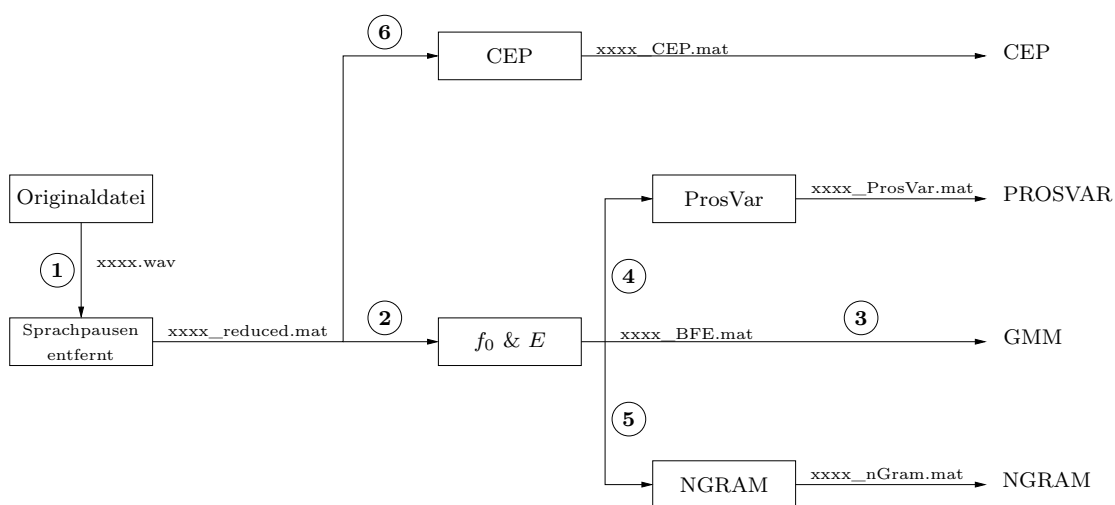 6
CEP
xxxx_CEP.mat
CEP
Originaldatei
ProsVar
xxxx_ProsVar.mat
PROSVAR
1
xxxx.wav
4
Sprachpausen
entfernt
xxxx_reduced.mat
2
f₀ & E
xxxx_BFE.mat
3
GMM
5
NGRAM
xxxx_nGram.mat
NGRAM